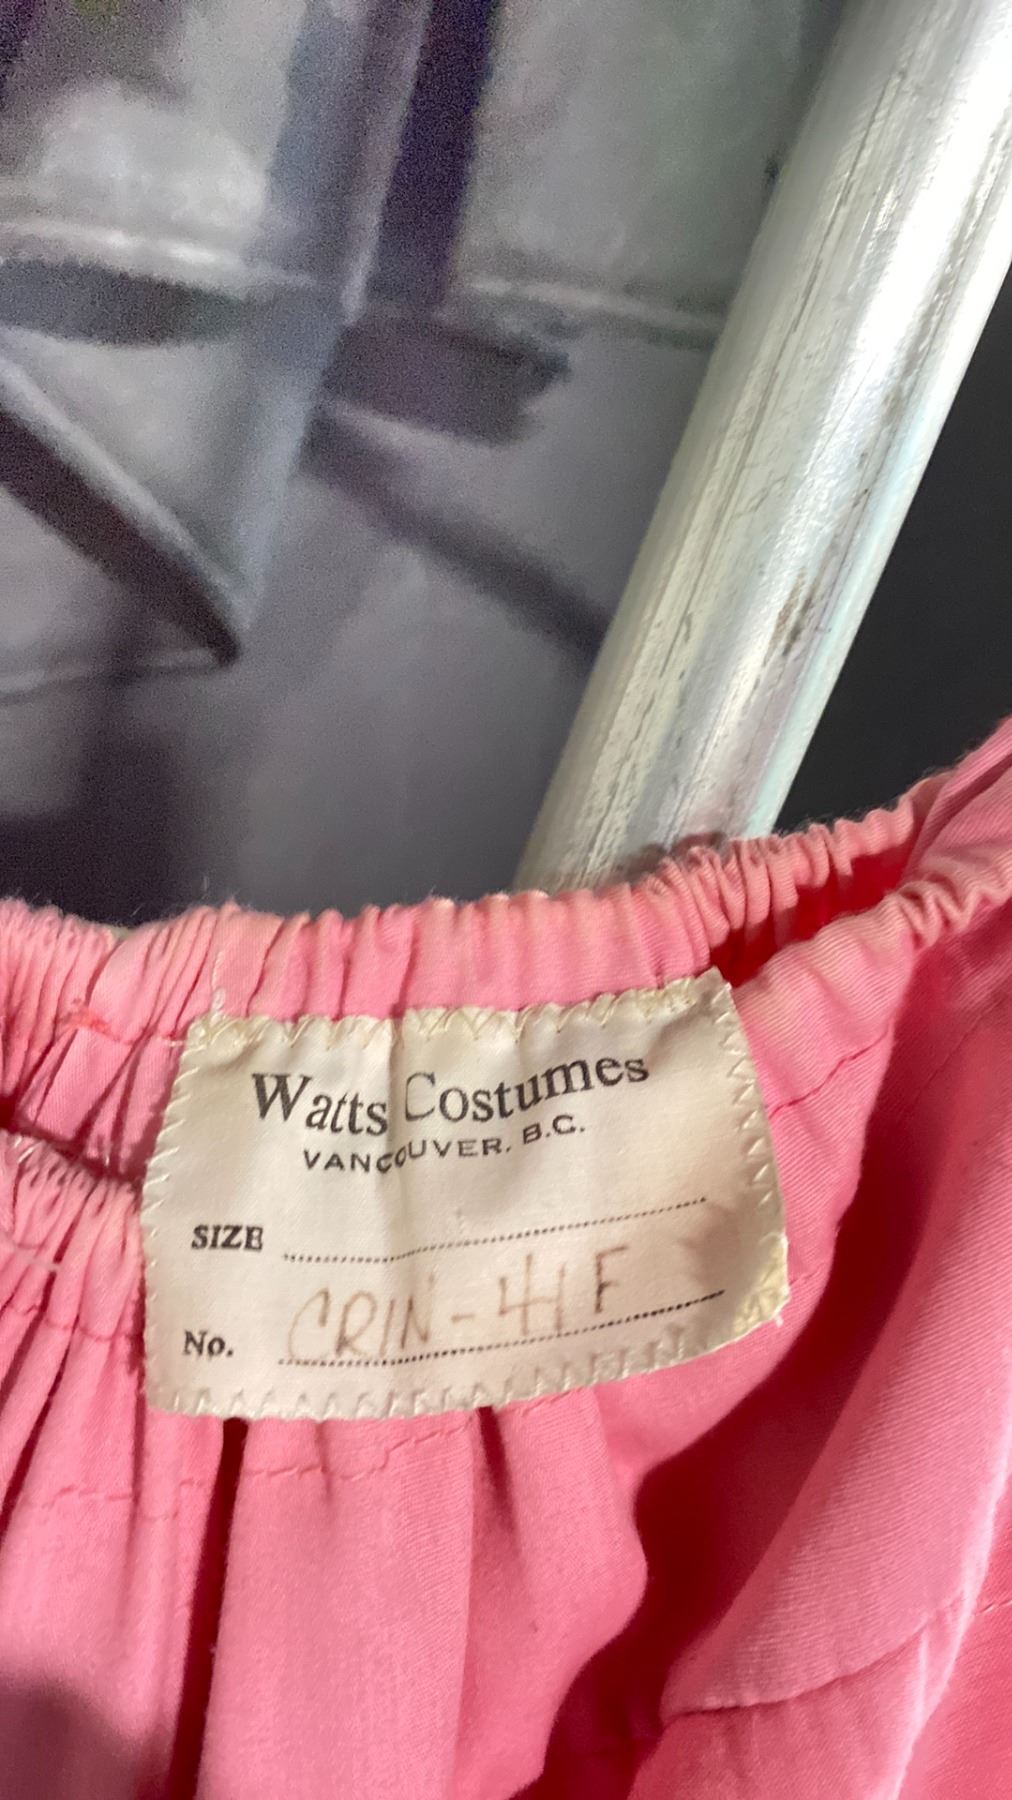 Watts Costumes
VANCOUVER, B.C.
SIZE
No. CRIN-41F